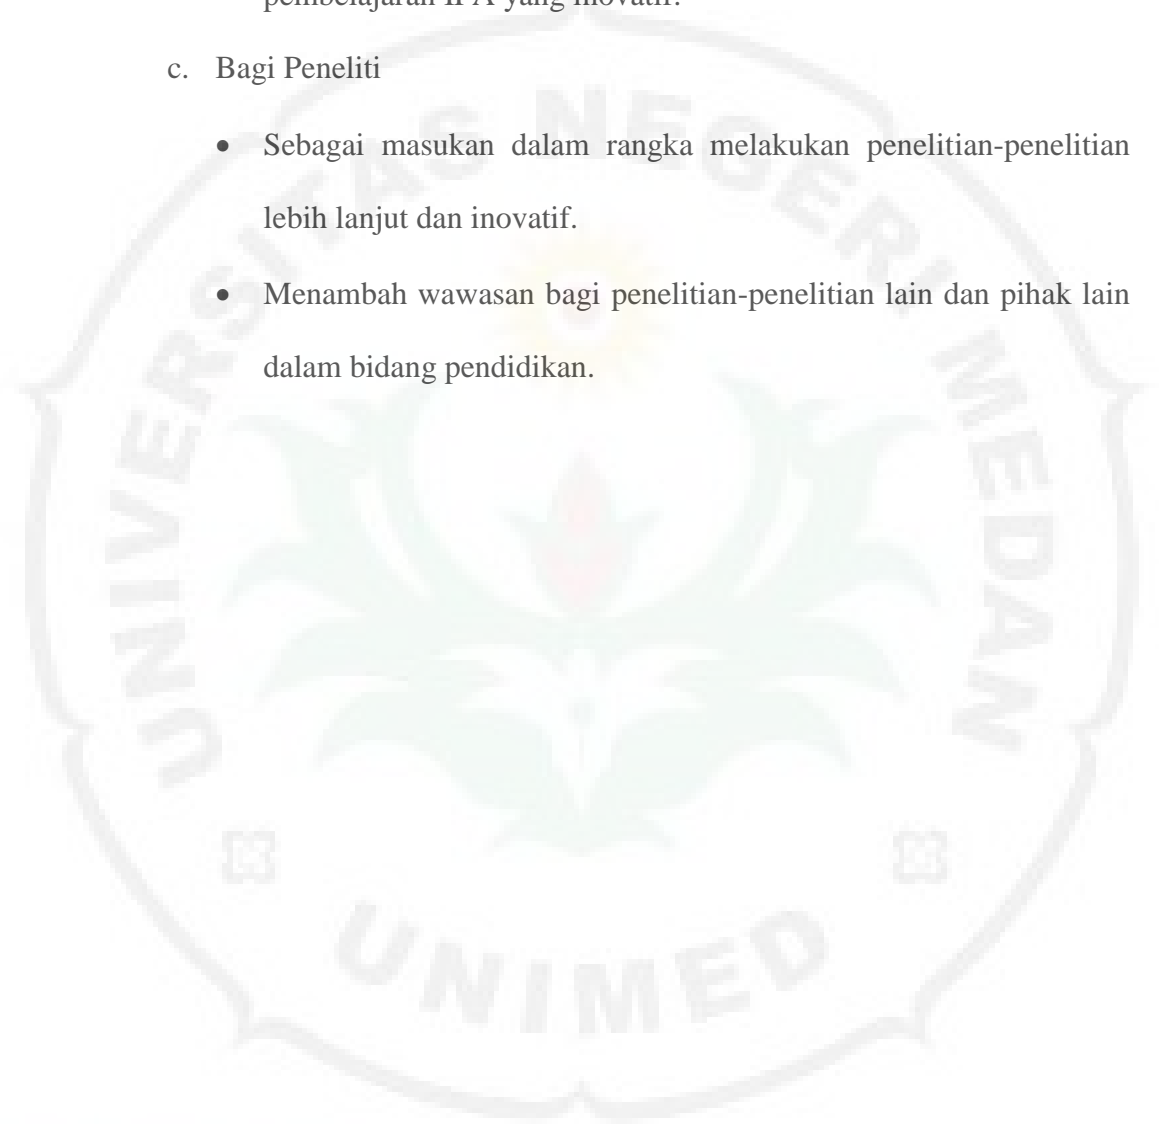 pembelajaran IPA yang inovatif.
c. Bagi Peneliti
• Sebagai masukan dalam rangka melakukan penelitian-penelitian
lebih lanjut dan inovatif.
• Menambah wawasan bagi penelitian-penelitian lain dan pihak lain
dalam bidang pendidikan.
UNIVERSITAS NEGERI MEDAN
UNIMED